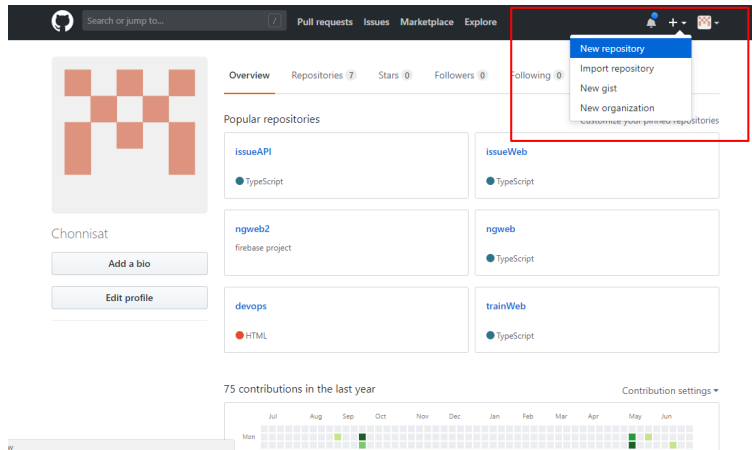 Search or jump to... / Pull requests Issues Marketplace Explore
New repository
Import repository
New gist
New organization
Overview Repositories 7 Stars 0 Followers 0 Following 0
Popular repositories Customize your pinned repositories
issueAPI
TypeScript
issueWeb
TypeScript
Chonnisat
Add a bio
Edit profile
ngweb2
firebase project
ngweb
TypeScript
devops
HTML
trainWeb
TypeScript
75 contributions in the last year Contribution settings
Jul Aug Sep Oct Nov Dec Jan Feb Mar Apr May Jun
Mon
w